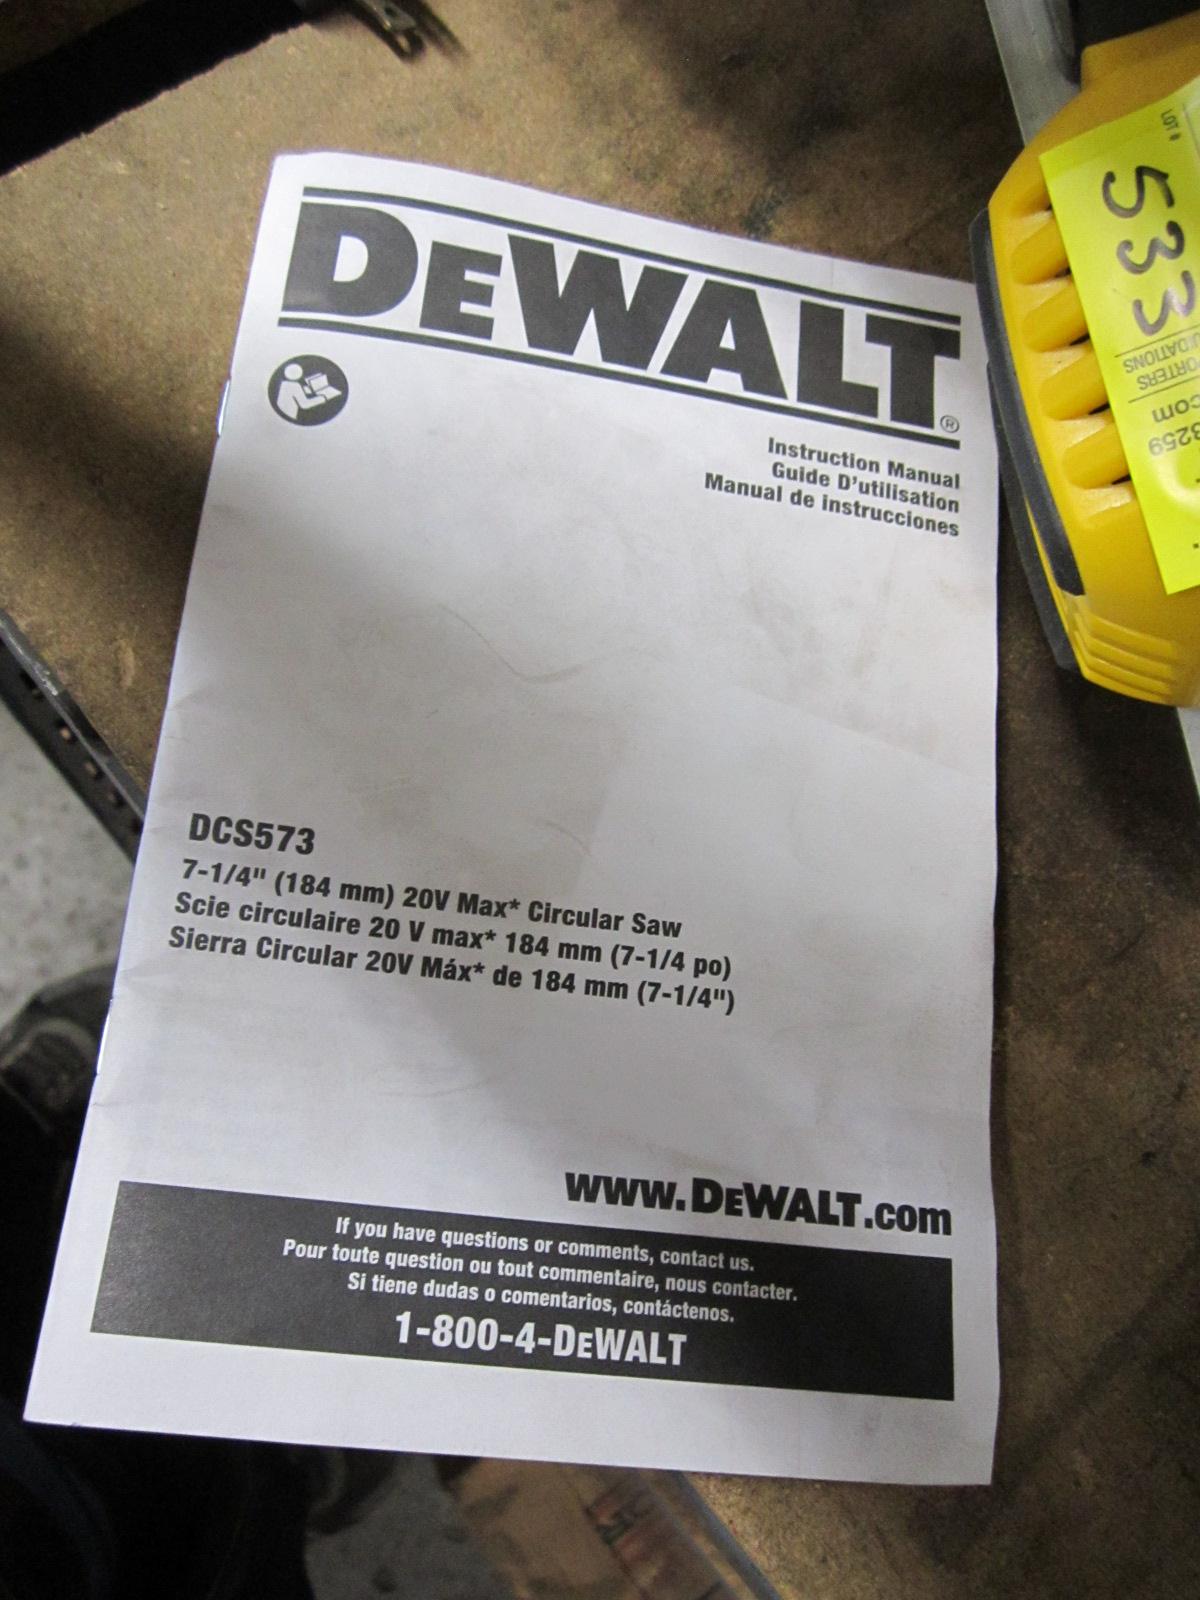 DEWALT®
Instruction Manual
Guide D'utilisation
Manual de instrucciones
DCS573
7-1/4" (184 mm) 20V Max* Circular Saw
Scie circulaire 20 V max* 184 mm (7-1/4 po)
Sierra Circular 20V Máx* de 184 mm (7-1/4")
www.DEWALT.com
If you have questions or comments, contact us.
Pour toute question ou tout commentaire, nous contacter.
Si tiene dudas o comentarios, contáctenos.
1-800-4-DEWALT
LOT #
533